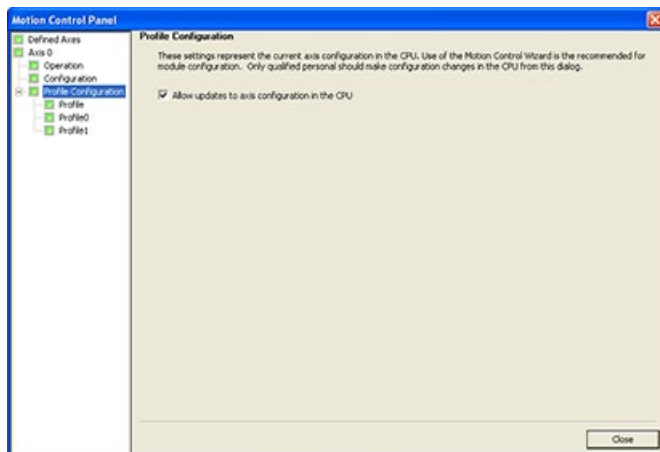 Motion Control Panel
Defined Axes
Axis 0
Operation
Configuration
Profile Configuration
Profile
Profile0
Profile1
Profile Configuration
These settings represent the current axis configuration in the CPU. Use of the Motion Control Wizard is the recommended for
module configuration. Only qualified personal should make configuration changes in the CPU from this dialog.
Allow updates to axis configuration in the CPU
Close